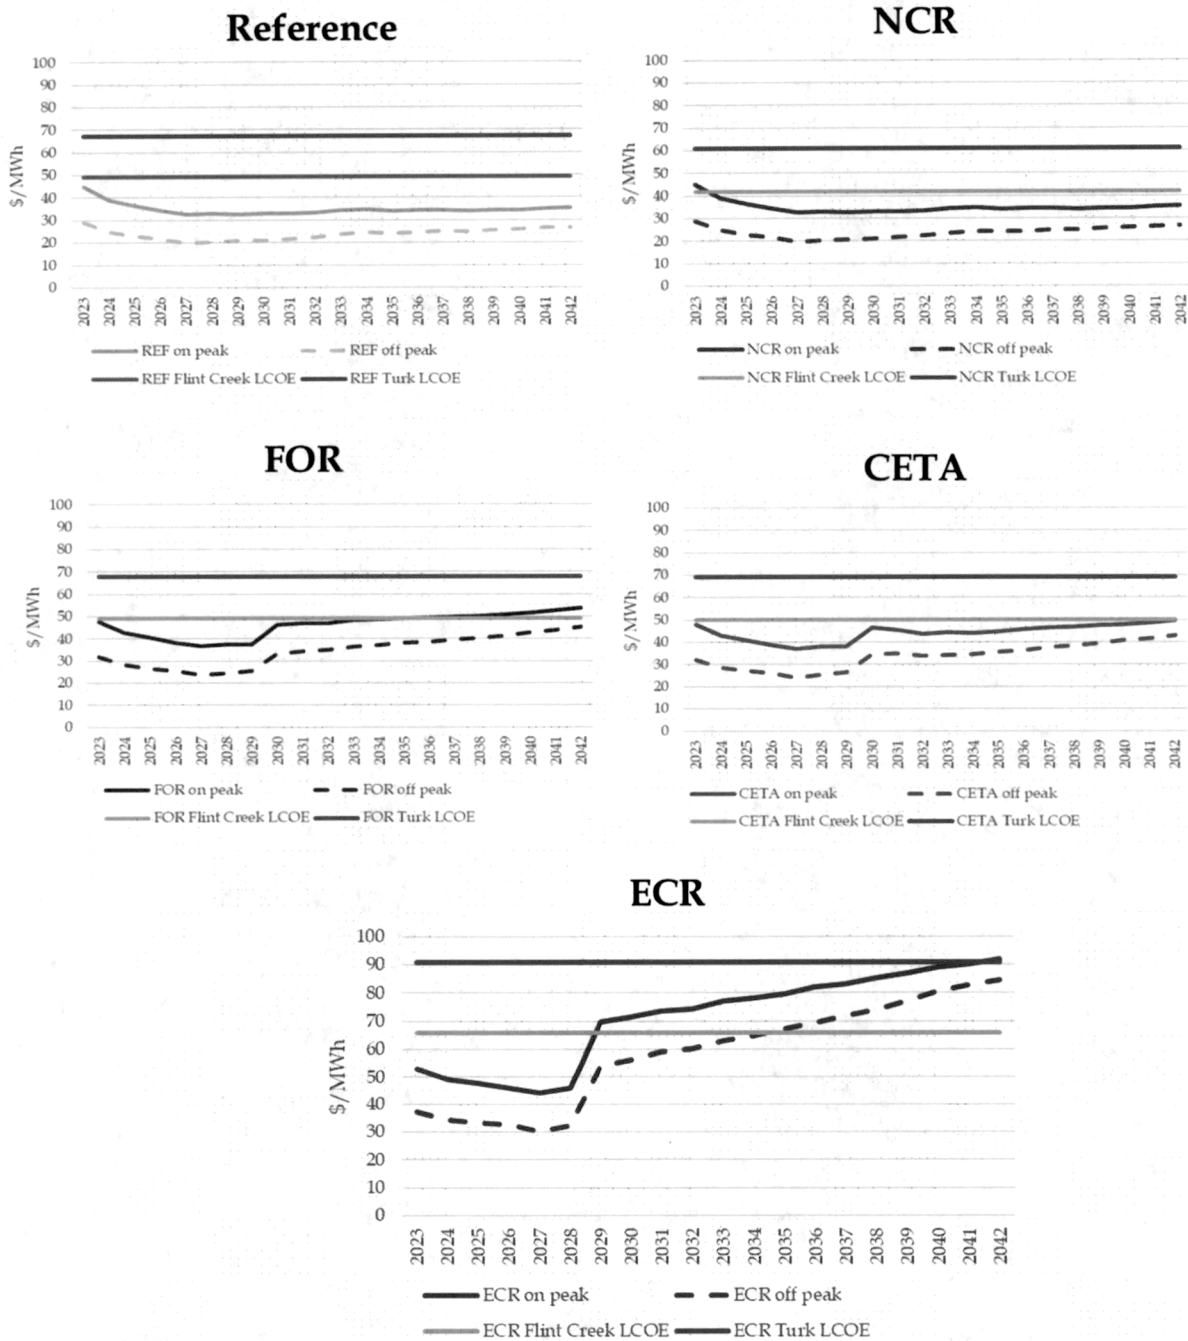 Reference
100
90
80
70
60
50
40
30
20
10
0
$/MWh
2023 2024 2025 2026 2027 2028 2029 2030 2031 2032 2033 2034 2035 2036 2037 2038 2039 2040 2041 2042
REF on peak REF off peak
REF Flint Creek LCOE REF Turk LCOE
NCR
100
90
80
70
60
50
40
30
20
10
0
$/MWh
2023 2024 2025 2026 2027 2028 2029 2030 2031 2032 2033 2034 2035 2036 2037 2038 2039 2040 2041 2042
NCR on peak NCR off peak
NCR Flint Creek LCOE NCR Turk LCOE
FOR
100
90
80
70
60
50
40
30
20
10
0
$/MWh
2023 2024 2025 2026 2027 2028 2029 2030 2031 2032 2033 2034 2035 2036 2037 2038 2039 2040 2041 2042
FOR on peak FOR off peak
FOR Flint Creek LCOE FOR Turk LCOE
CETA
100
90
80
70
60
50
40
30
20
10
0
$/MWh
2023 2024 2025 2026 2027 2028 2029 2030 2031 2032 2033 2034 2035 2036 2037 2038 2039 2040 2041 2042
CETA on peak CETA off peak
CETA Flint Creek LCOE CETA Turk LCOE
ECR
100
90
80
70
60
50
40
30
20
10
0
$/MWh
2023 2024 2025 2026 2027 2028 2029 2030 2031 2032 2033 2034 2035 2036 2037 2038 2039 2040 2041 2042
ECR on peak ECR off peak
ECR Flint Creek LCOE ECR Turk LCOE